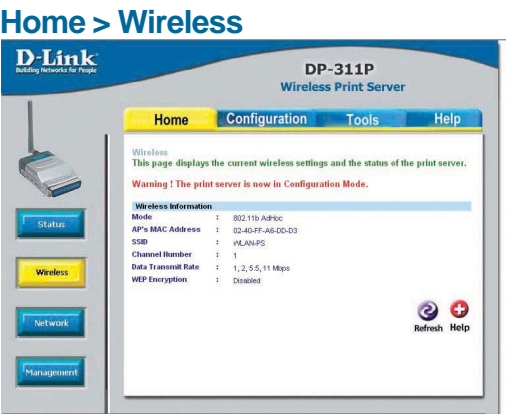 Home > Wireless
D-Link
Building Networks for People
DP-311P
Wireless Print Server
Home Configuration Tools Help
Wireless
This page displays the current wireless settings and the status of the print server.
Warning ! The print server is now in Configuration Mode.
Wireless Information
Mode : 802.11b AdHoc
AP's MAC Address : 02-40-FF-A6-DD-D3
SSID : WLAN-PS
Channel Number : 1
Data Transmit Rate : 1, 2, 5.5, 11 Mbps
WEP Encryption : Disabled
Status
Wireless
Network
Management
Refresh Help